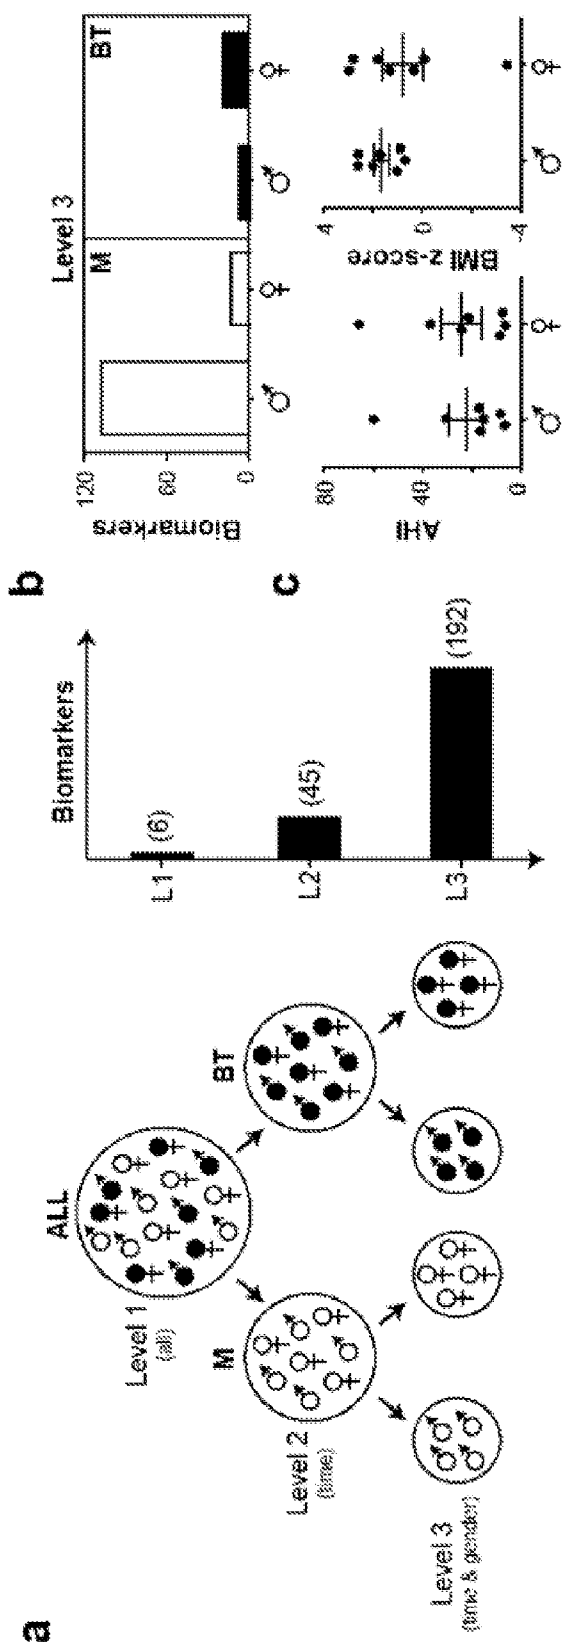 a
ALL
Level 1
(all)
M
BT
Level 2
(time)
Level 3
(time & gender)
Biomarkers
L1
(6)
L2
(45)
L3
(192)
b
Level 3
M
BT
Biomarkers
120
60
0
♂ ♀ ♂ ♀
c
AHI
80
40
0
♂ ♀
BMI z-score
4
0
-4
♂ ♀